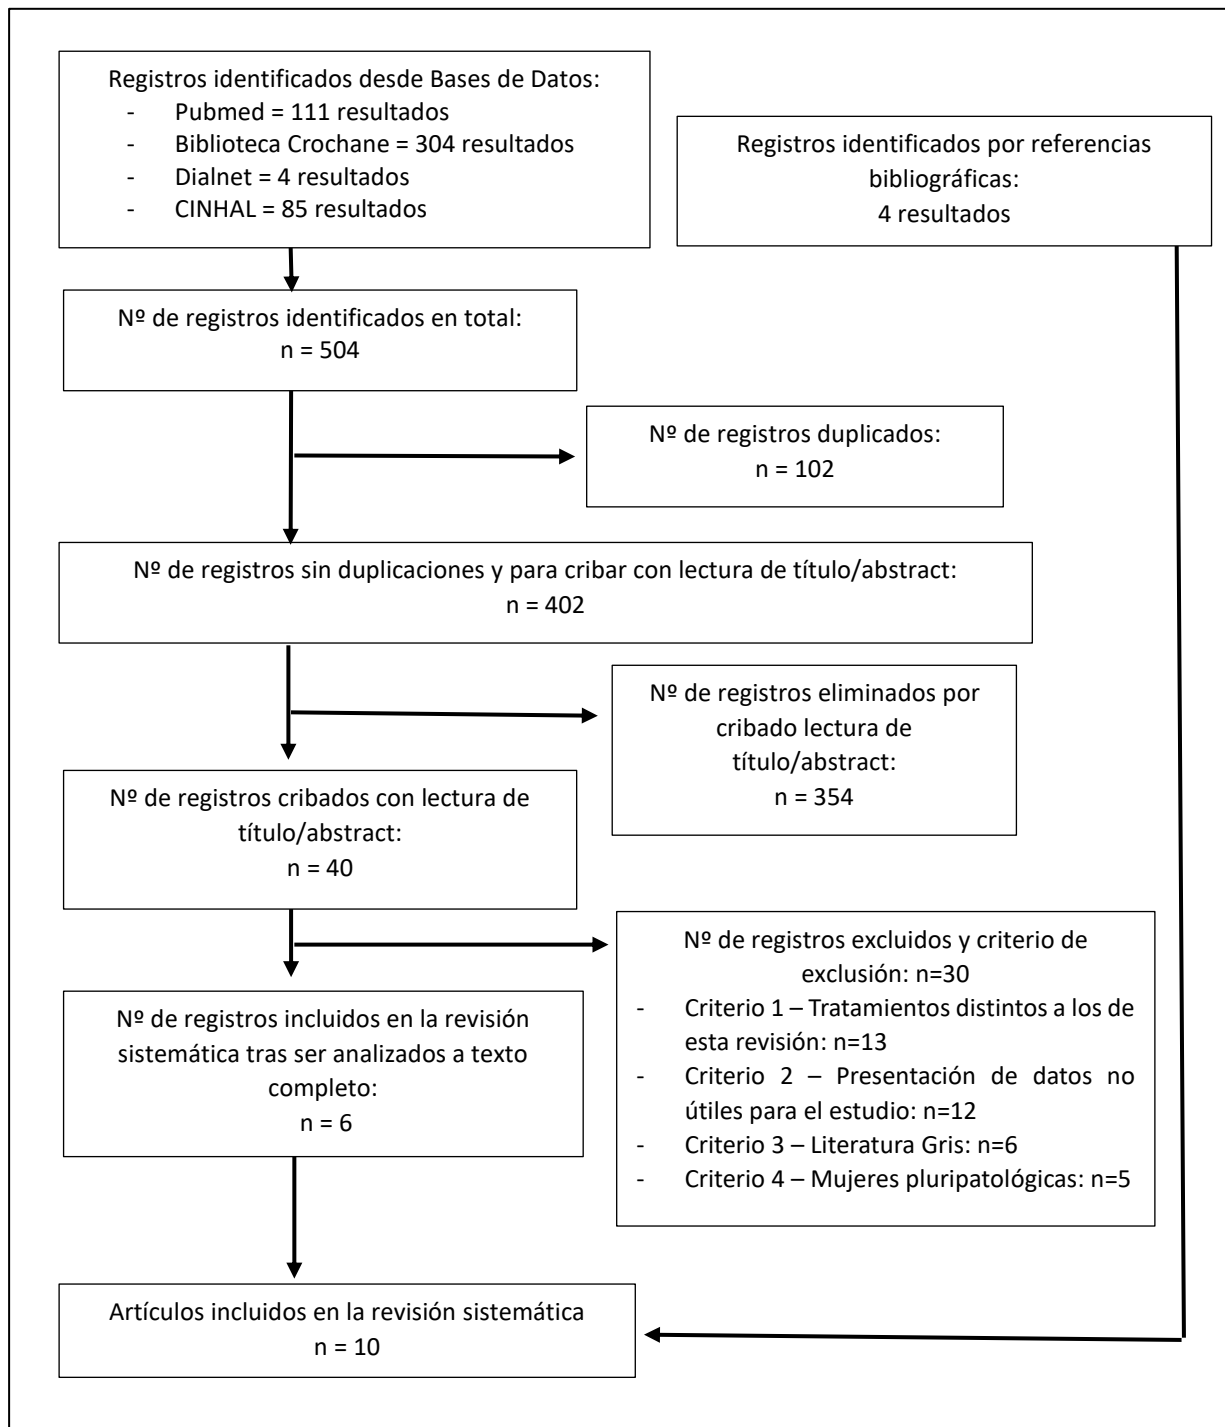 Registros identificados desde Bases de Datos:
- Pubmed = 111 resultados
- Biblioteca Crochane = 304 resultados
- Dialnet = 4 resultados
- CINHAL = 85 resultados
Registros identificados por referencias
bibliográficas:
4 resultados
Nº de registros identificados en total:
n = 504
Nº de registros duplicados:
n = 102
Nº de registros sin duplicaciones y para cribar con lectura de título/abstract:
n = 402
Nº de registros eliminados por
cribado lectura de
título/abstract:
n = 354
Nº de registros cribados con lectura de
título/abstract:
n = 40
Nº de registros excluidos y criterio de
exclusión: n=30
- Criterio 1 – Tratamientos distintos a los de
esta revisión: n=13
- Criterio 2 – Presentación de datos no
útiles para el estudio: n=12
- Criterio 3 – Literatura Gris: n=6
- Criterio 4 – Mujeres pluripatológicas: n=5
Nº de registros incluidos en la revisión
sistemática tras ser analizados a texto
completo:
n = 6
Artículos incluidos en la revisión sistemática
n = 10